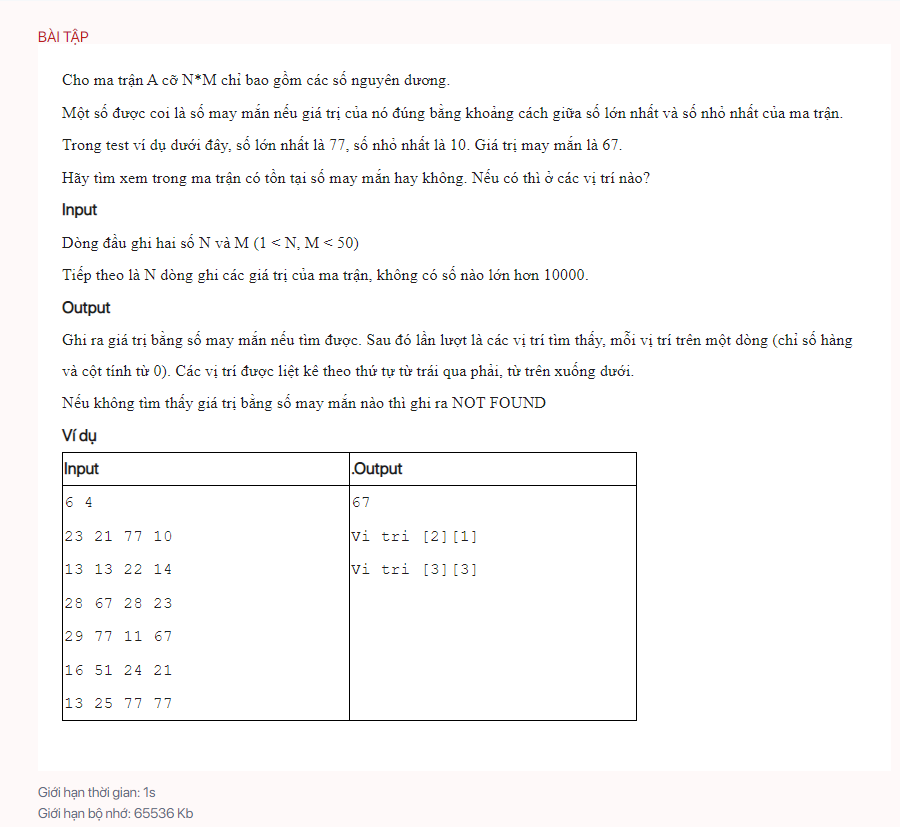 BÀI TẬP
Cho ma trận A cỡ N*M chỉ bao gồm các số nguyên dương.
Một số được coi là số may mắn nếu giá trị của nó đúng bằng khoảng cách giữa số lớn nhất và số nhỏ nhất của ma trận.
Trong test ví dụ dưới đây, số lớn nhất là 77, số nhỏ nhất là 10. Giá trị may mắn là 67.
Hãy tìm xem trong ma trận có tồn tại số may mắn hay không. Nếu có thì ở các vị trí nào?
Input
Dòng đầu ghi hai số N và M (1 < N, M < 50)
Tiếp theo là N dòng ghi các giá trị của ma trận, không có số nào lớn hơn 10000.
Output
Ghi ra giá trị bằng số may mắn nếu tìm được. Sau đó lần lượt là các vị trí tìm thấy, mỗi vị trí trên một dòng (chỉ số hàng
và cột tính từ 0). Các vị trí được liệt kê theo thứ tự từ trái qua phải, từ trên xuống dưới.
Nếu không tìm thấy giá trị bằng số may mắn nào thì ghi ra NOT FOUND
Ví dụ
Input .Output
6 4 67
23 21 77 10 Vi tri [2][1]
13 13 22 14 Vi tri [3][3]
28 67 28 23
29 77 11 67
16 51 24 21
13 25 77 77
Giới hạn thời gian: 1s
Giới hạn bộ nhớ: 65536 Kb